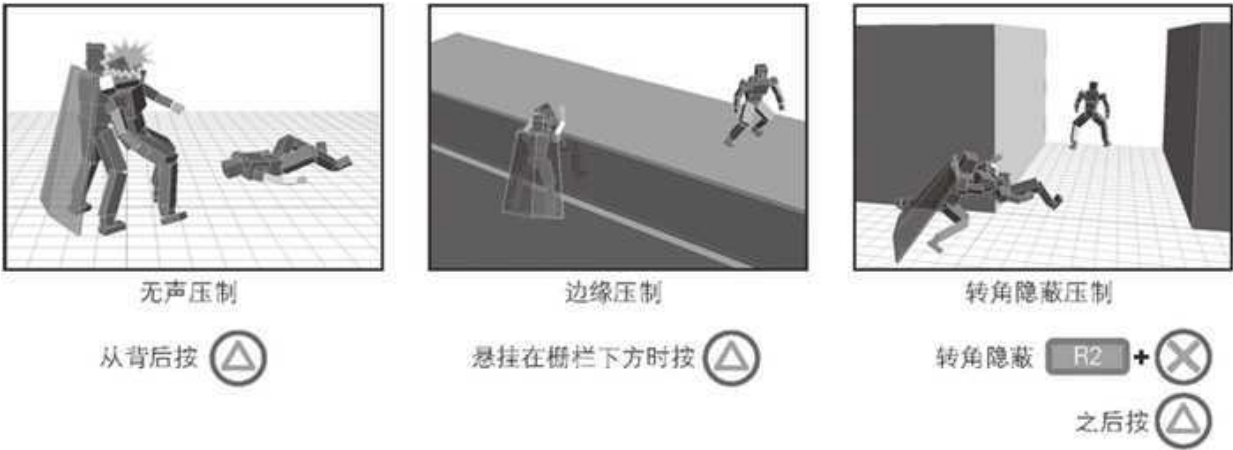 无声压制
边缘压制
转角隐蔽压制
从背后按
悬挂在栅栏下方时按
转角隐蔽 R2 +
之后按